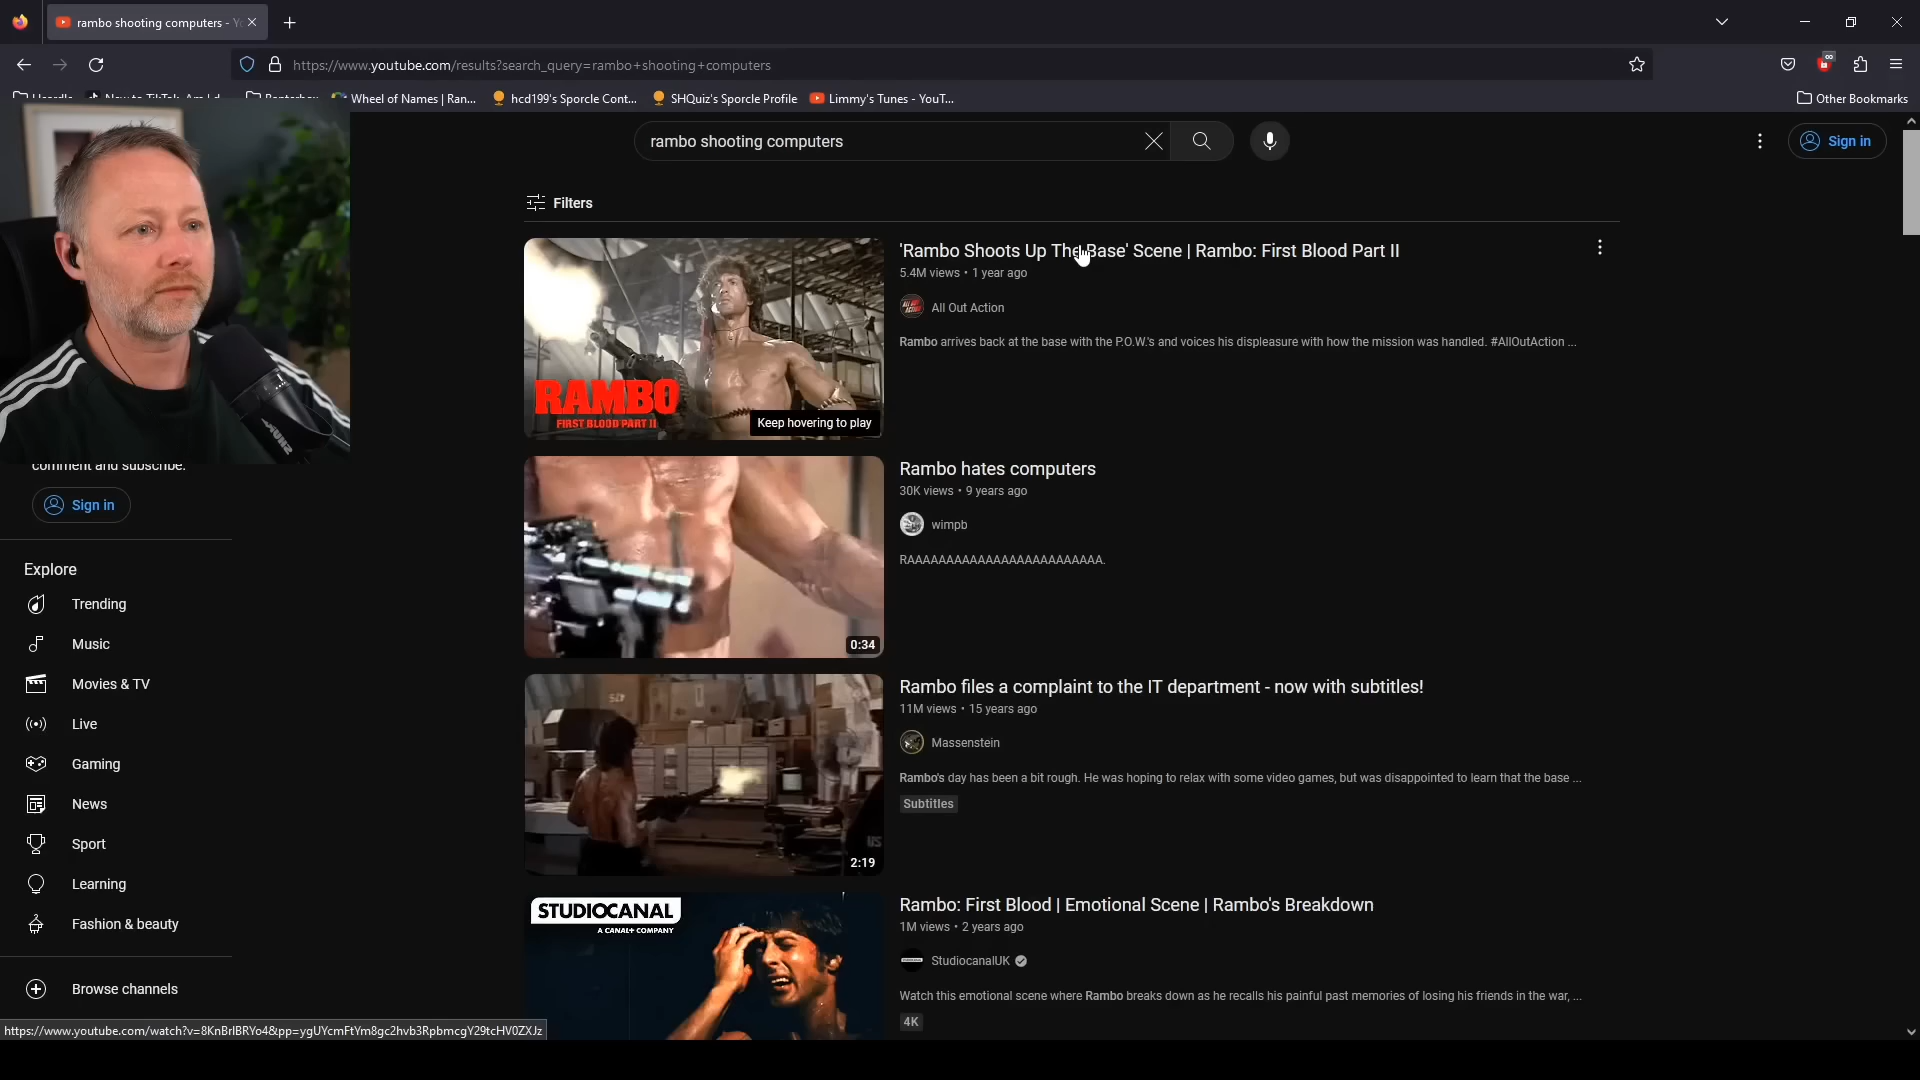 rambo shooting computers - Y
https://www.youtube.com/results?search_query=rambo+shooting+computers
Wheel of Names | Ran...
hcd199's Sporcle Cont...
SHQuiz's Sporcle Profile
Limmy's Tunes - YouT...
Other Bookmarks
rambo shooting computers
Sign in
Filters
'Rambo Shoots Up The Base' Scene | Rambo: First Blood Part II
5.4M views • 1 year ago
All Out Action
Rambo arrives back at the base with the P.O.W.'s and voices his displeasure with how the mission was handled. #AllOutAction ...
RAMBO
FIRST BLOOD PART II
Keep hovering to play
Rambo hates computers
30K views • 9 years ago
wimpb
RAAAAAAAAAAAAAAAAAAAAAAAAA.
0:34
Rambo files a complaint to the IT department - now with subtitles!
11M views • 15 years ago
Massenstein
Rambo's day has been a bit rough. He was hoping to relax with some video games, but was disappointed to learn that the base ...
Subtitles
2:19
STUDIOCANAL
A CANAL+ COMPANY
Rambo: First Blood | Emotional Scene | Rambo's Breakdown
1M views • 2 years ago
StudiocanalUK
Watch this emotional scene where Rambo breaks down as he recalls his painful past memories of losing his friends in the war, ...
4K
comment and subscribe.
Sign in
Explore
Trending
Music
Movies & TV
Live
Gaming
News
Sport
Learning
Fashion & beauty
Browse channels